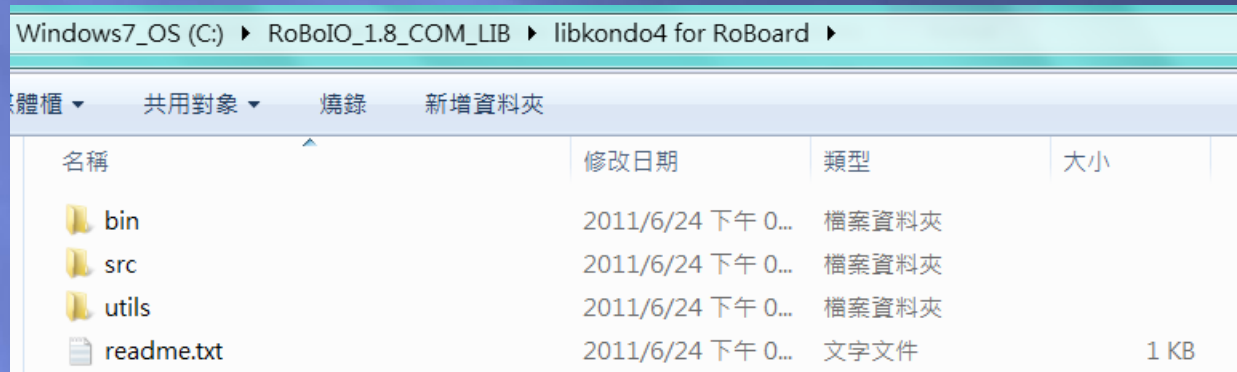 Windows7_OS (C:) ▸ RoBoIO_1.8_COM_LIB ▸ libkondo4 for RoBoard ▸
體櫃 ▾ 共用對象 ▾ 燒錄 新增資料夾
名稱 修改日期 類型 大小
bin 2011/6/24 下午 0... 檔案資料夾
src 2011/6/24 下午 0... 檔案資料夾
utils 2011/6/24 下午 0... 檔案資料夾
readme.txt 2011/6/24 下午 0... 文字文件 1 KB